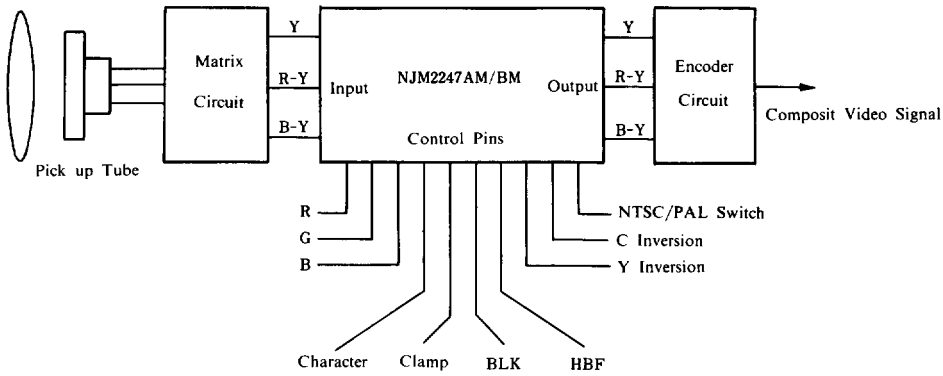 Y
Y
Matrix
Circuit
R-Y
Input
NJM2247AM/BM
Output
R-Y
Encoder
Circuit
Composit Video Signal
B-Y
Control Pins
B-Y
Pick up Tube
R
NTSC/PAL Switch
G
C Inversion
B
Y Inversion
Character
Clamp
BLK
HBF